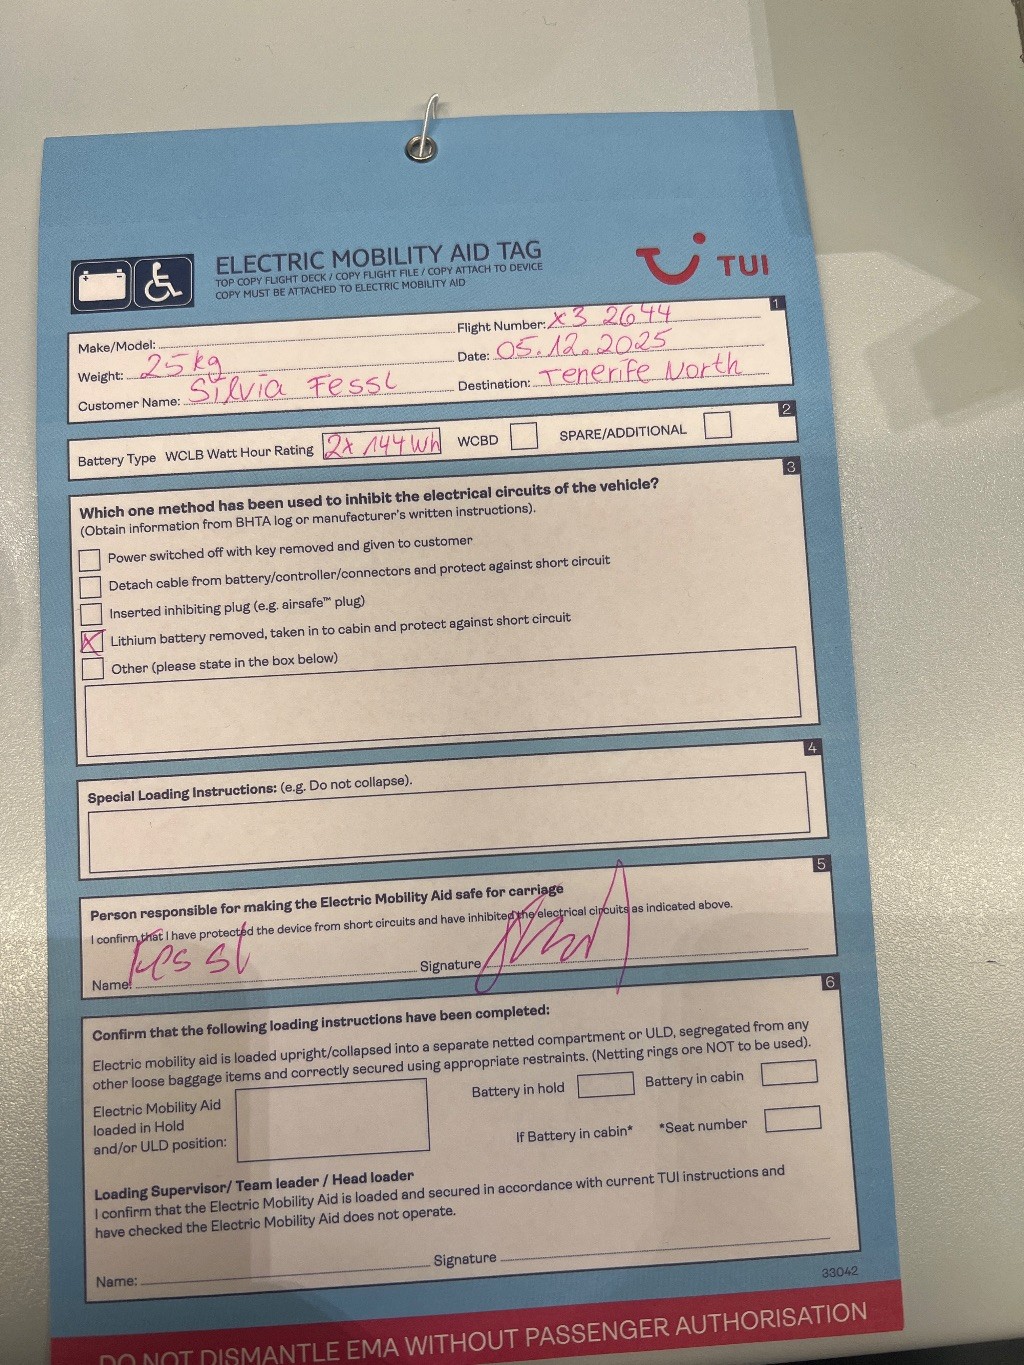 ELECTRIC MOBILITY AID TAG
TOP COPY FLIGHT DECK / COPY FLIGHT FILE / COPY ATTACH TO DEVICE
COPY MUST BE ATTACHED TO ELECTRIC MOBILITY AID
TUI
1
Make/Model:
Flight Number: X3 2644
Weight: 25kg
Date: 05.12.2025
Customer Name: Silvia Fessl
Destination: Tenerife North
2
Battery Type WCLB Watt Hour Rating 2x 144 Wh WCBD SPARE/ADDITIONAL
3
Which one method has been used to inhibit the electrical circuits of the vehicle?
(Obtain information from BHTA log or manufacturer's written instructions).
Power switched off with key removed and given to customer
Detach cable from battery/controller/connectors and protect against short circuit
Inserted inhibiting plug (e.g. airsafe™ plug)
X Lithium battery removed, taken in to cabin and protect against short circuit
Other (please state in the box below)
4
Special Loading Instructions: (e.g. Do not collapse).
5
Person responsible for making the Electric Mobility Aid safe for carriage
I confirm that I have protected the device from short circuits and have inhibited the electrical circuits as indicated above.
Name: Fessl Signature
6
Confirm that the following loading instructions have been completed:
Electric mobility aid is loaded upright/collapsed into a separate netted compartment or ULD, segregated from any
other loose baggage items and correctly secured using appropriate restraints. (Netting rings are NOT to be used).
Electric Mobility Aid
loaded in Hold
and/or ULD position:
Battery in hold Battery in cabin
If Battery in cabin* *Seat number
Loading Supervisor/ Team leader / Head loader
I confirm that the Electric Mobility Aid is loaded and secured in accordance with current TUI instructions and
have checked the Electric Mobility Aid does not operate.
Name: Signature
33042
DO NOT DISMANTLE EMA WITHOUT PASSENGER AUTHORISATION